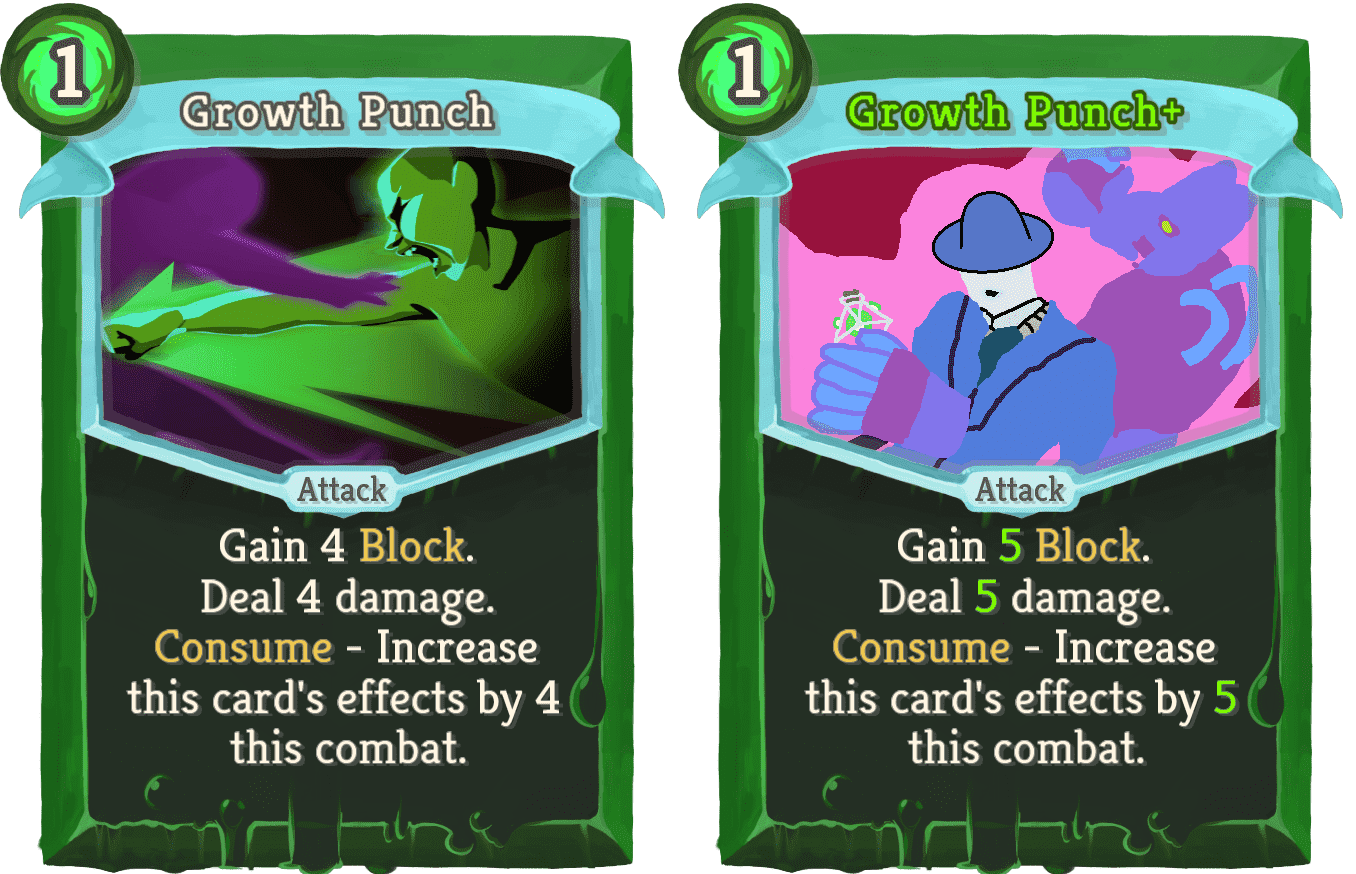 1
Growth Punch
Attack
Gain 4 Block.
Deal 4 damage.
Consume - Increase
this card's effects by 4
this combat.
1
Growth Punch+
Attack
Gain 5 Block.
Deal 5 damage.
Consume - Increase
this card's effects by 5
this combat.